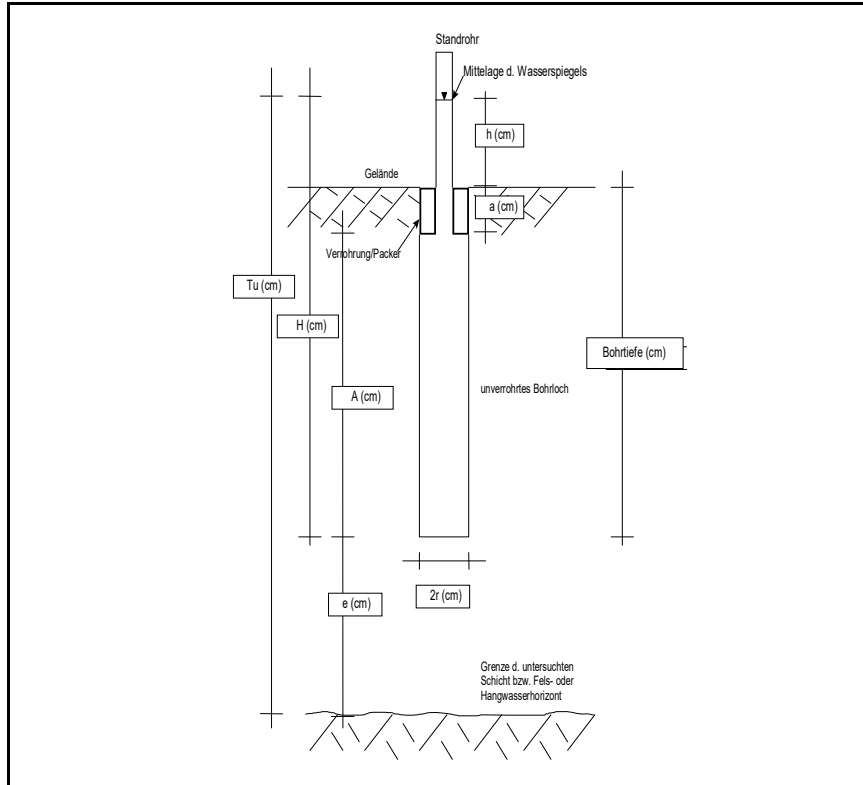 Standrohr
Mittelage d. Wasserspiegels
h (cm)
Gelände
a (cm)
Verrohrung/Packer
Tu (cm)
H (cm)
Bohrtiefe (cm)
A (cm)
unverrohrtes Bohrloch
e (cm)
2r (cm)
Grenze d. untersuchten
Schicht bzw. Fels- oder
Hangwasserhorizont